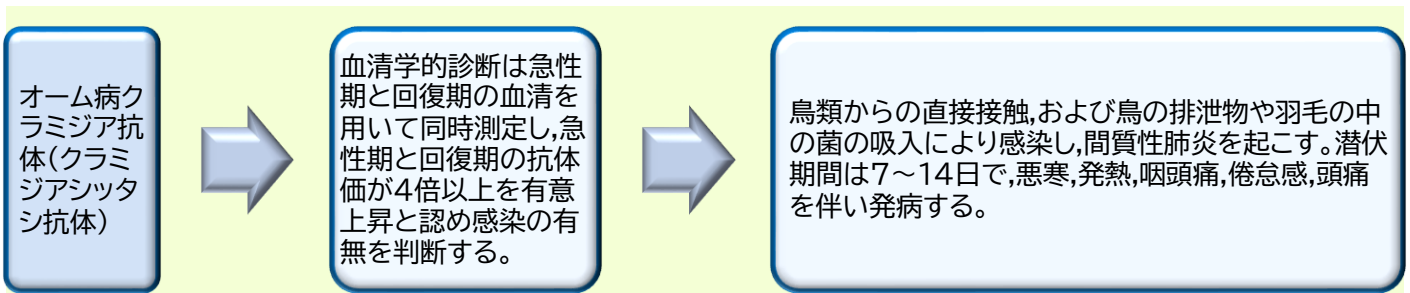 オーム病ク
ラミジア抗
体(クラミ
ジアシッタ
シ抗体)
血清学的診断は急性
期と回復期の血清を
用いて同時測定し,急
性期と回復期の抗体
価が4倍以上を有意
上昇と認め感染の有
無を判断する。
鳥類からの直接接触,および鳥の排泄物や羽毛の中
の菌の吸入により感染し,間質性肺炎を起こす。潜伏
期間は7～14日で,悪寒,発熱,咽頭痛,倦怠感,頭痛
を伴い発病する。